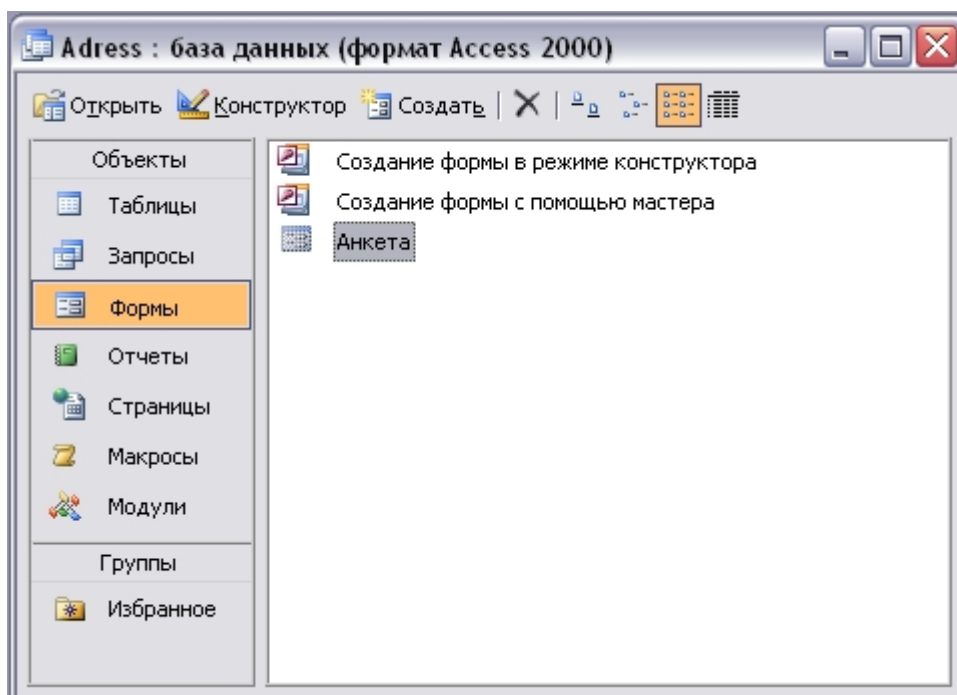 Adress : база данных (формат Access 2000)
Открыть Конструктор Создать
Объекты
Таблицы
Запросы
Формы
Отчеты
Страницы
Макросы
Модули
Группы
Избранное
Создание формы в режиме конструктора
Создание формы с помощью мастера
Анкета